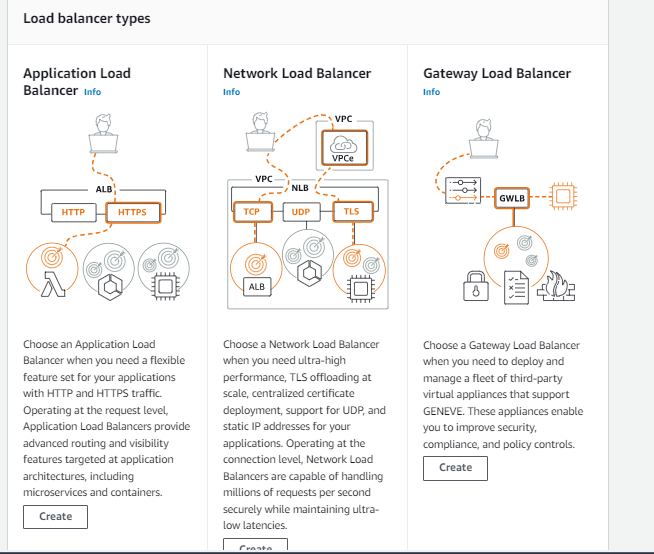 Load balancer types
Application Load
Balancer Info
ALB
HTTP
HTTPS
Choose an Application Load
Balancer when you need a flexible
feature set for your applications
with HTTP and HTTPS traffic.
Operating at the request level,
Application Load Balancers provide
advanced routing and visibility
features targeted at application
architectures, including
microservices and containers.
Create
Network Load Balancer
Info
VPC
VPCe
VPC
NLB
TCP
UDP
TLS
ALB
Choose a Network Load Balancer
when you need ultra-high
performance, TLS offloading at
scale, centralized certificate
deployment, support for UDP, and
static IP addresses for your
applications. Operating at the
connection level, Network Load
Balancers are capable of handling
millions of requests per second
securely while maintaining ultra-
low latencies.
Create
Gateway Load Balancer
Info
GWLB
Choose a Gateway Load Balancer
when you need to deploy and
manage a fleet of third-party
virtual appliances that support
GENEVE. These appliances enable
you to improve security,
compliance, and policy controls.
Create